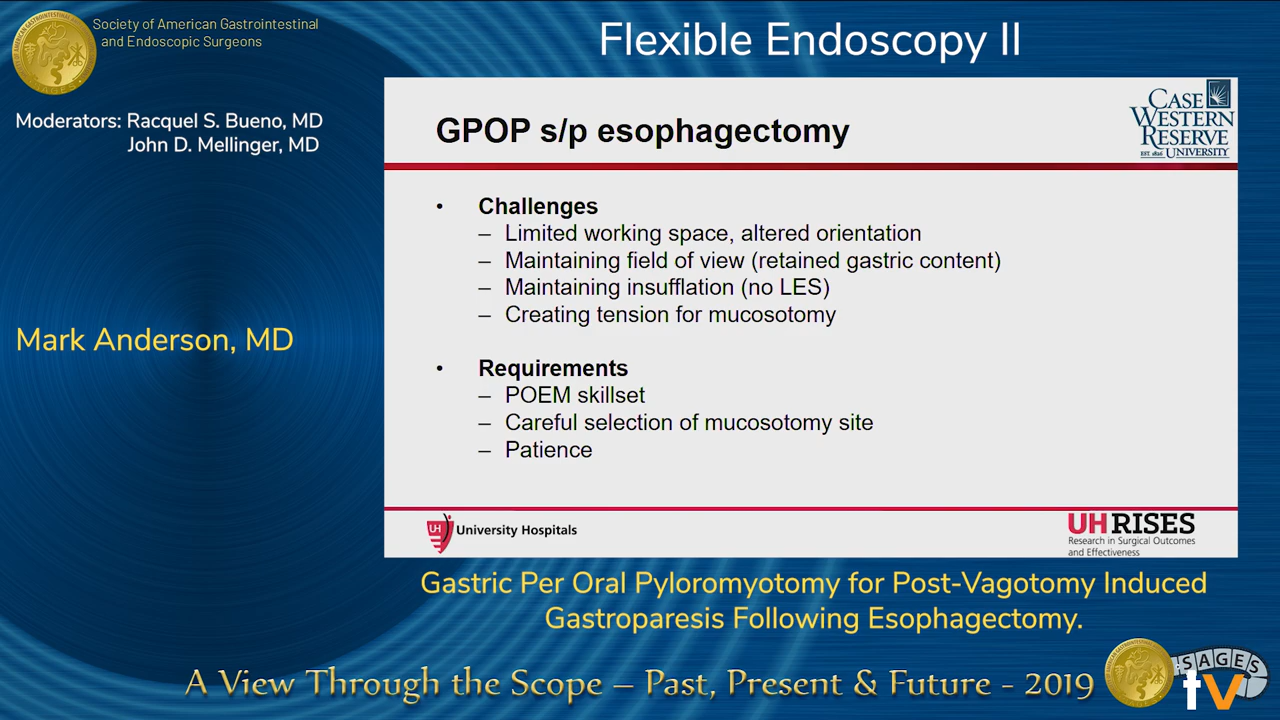 Society of American Gastrointestinal
and Endoscopic Surgeons
Flexible Endoscopy II
Moderators: Racquel S. Bueno, MD
John D. Mellinger, MD
Mark Anderson, MD
GPOP s/p esophagectomy
CASE
WESTERN
RESERVE
EST. 1826 UNIVERSITY
• Challenges
– Limited working space, altered orientation
– Maintaining field of view (retained gastric content)
– Maintaining insufflation (no LES)
– Creating tension for mucosotomy
• Requirements
– POEM skillset
– Careful selection of mucosotomy site
– Patience
UH University Hospitals
UH RISES
Research in Surgical Outcomes
and Effectiveness
Gastric Per Oral Pyloromyotomy for Post-Vagotomy Induced
Gastroparesis Following Esophagectomy.
A View Through the Scope – Past, Present & Future - 2019
SAGES
tv